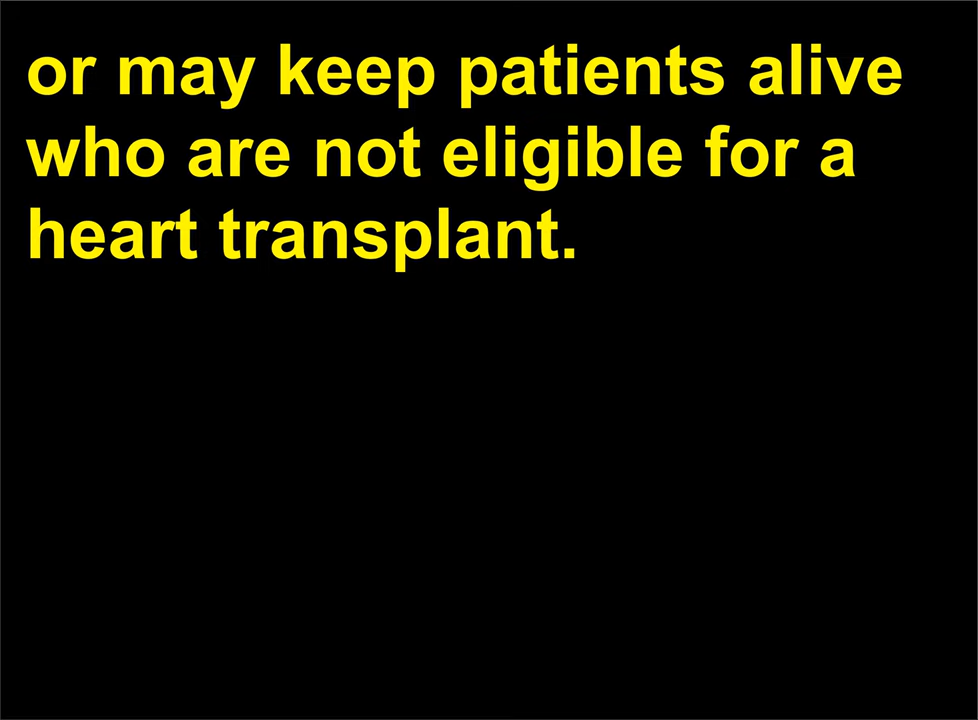 or may keep patients alive
who are not eligible for a
heart transplant.